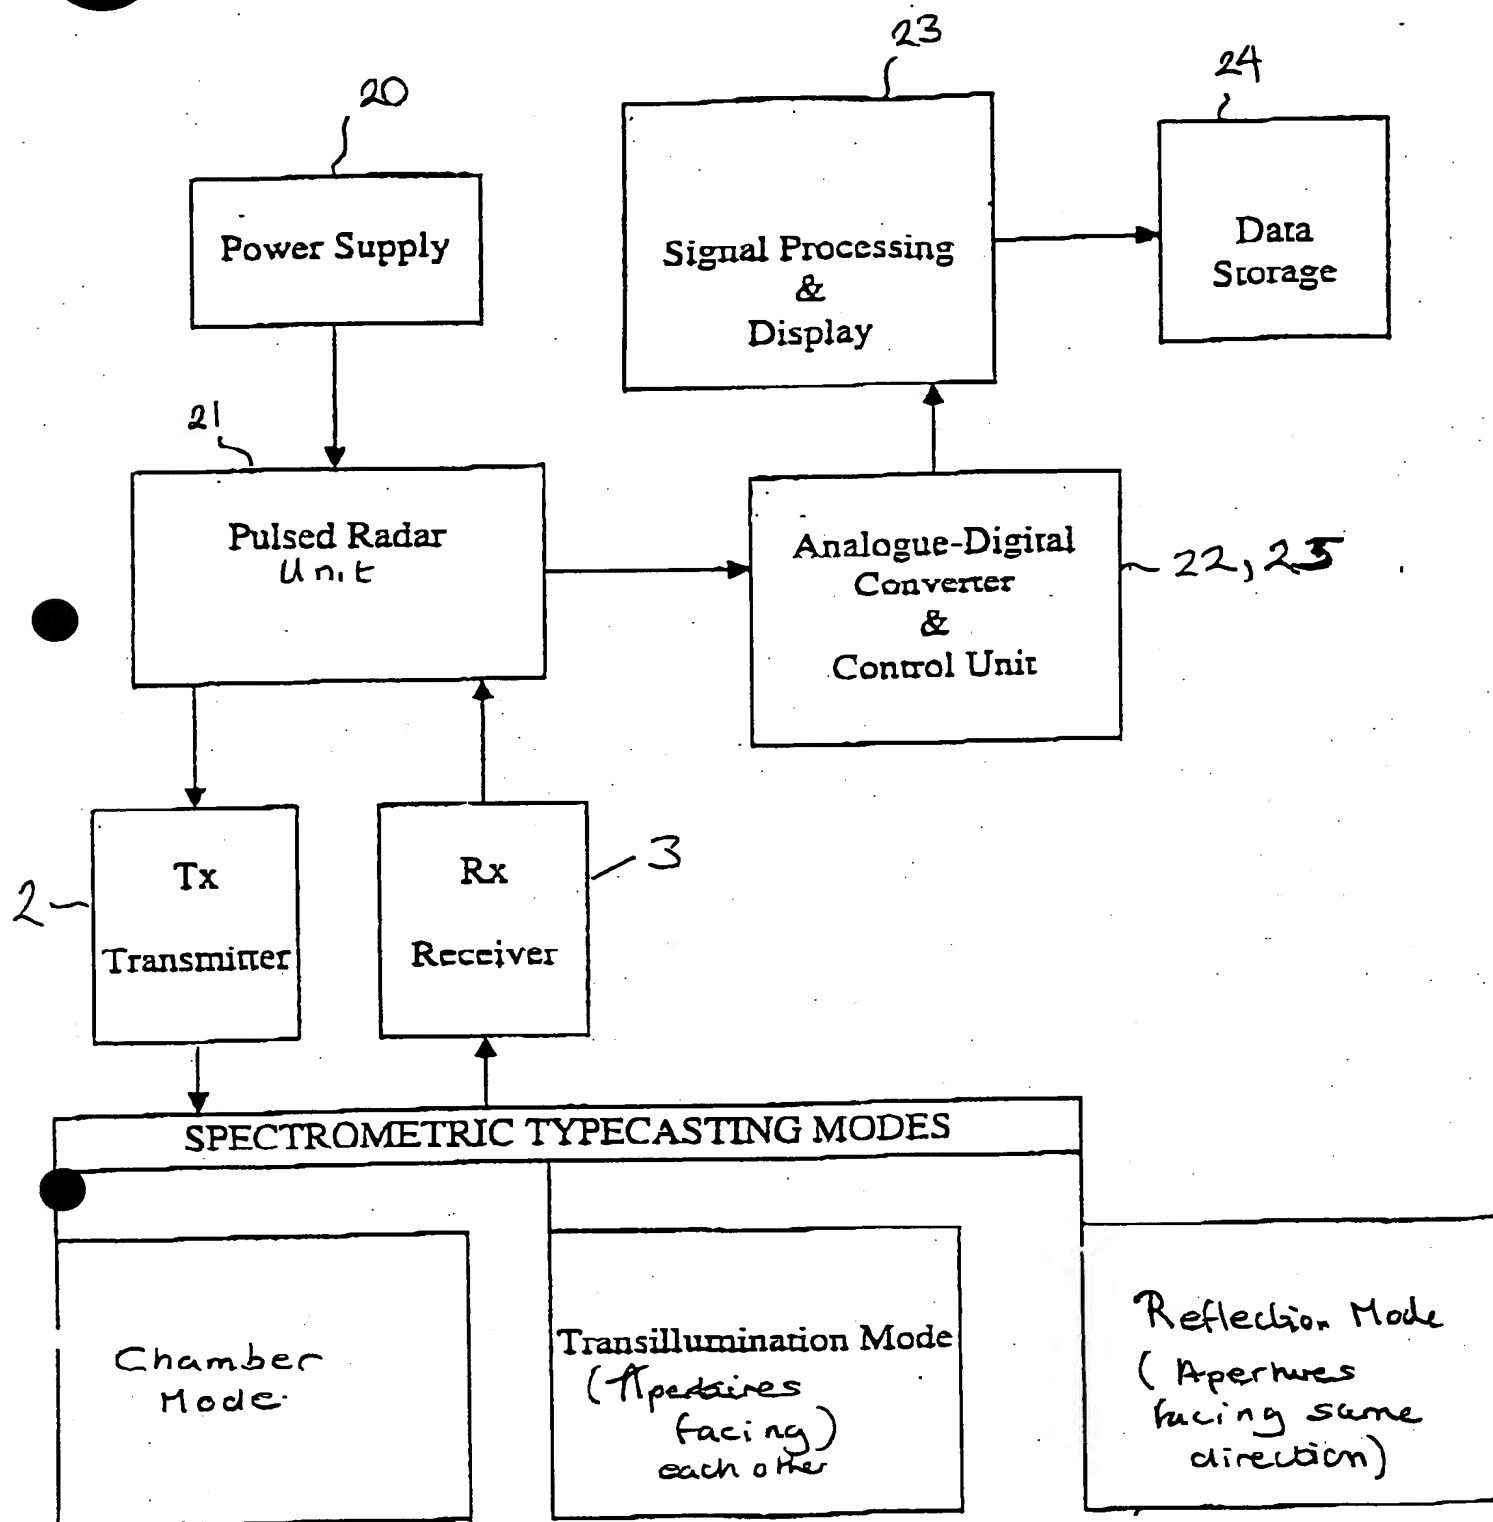 23
24
20
Power Supply
Signal Processing
&
Display
Data
Storage
21
Pulsed Radar
Unit
Analogue-Digital
Converter
&
Control Unit
22, 25
Tx
Transmitter
2
Rx
Receiver
3
SPECTROMETRIC TYPECASTING MODES
Chamber
Mode
Transillumination Mode
(Apertures
facing)
each other
Reflection Mode
(Apertures
facing same
direction)